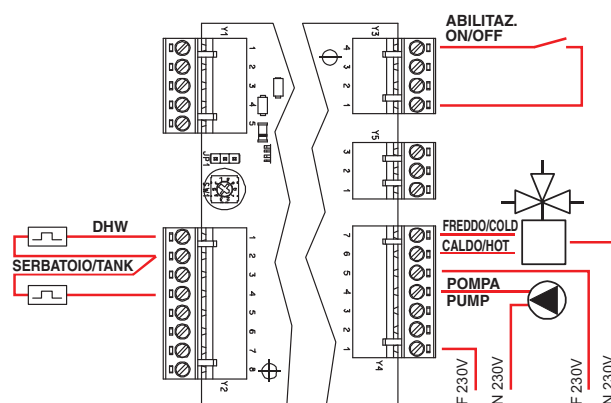 ABILITAZ.
ON/OFF
Y1
1
2
3
4
5
JP1
SW1
Y3
4
3
2
1
Y5
3
2
1
DHW
SERBATOIO/TANK
1
2
3
4
5
6
7
8
Y2
FREDDO/COLD
CALDO/HOT
POMPA
PUMP
7
6
5
4
3
2
1
Y4
F 230V
N 230V
F 230V
N 230V